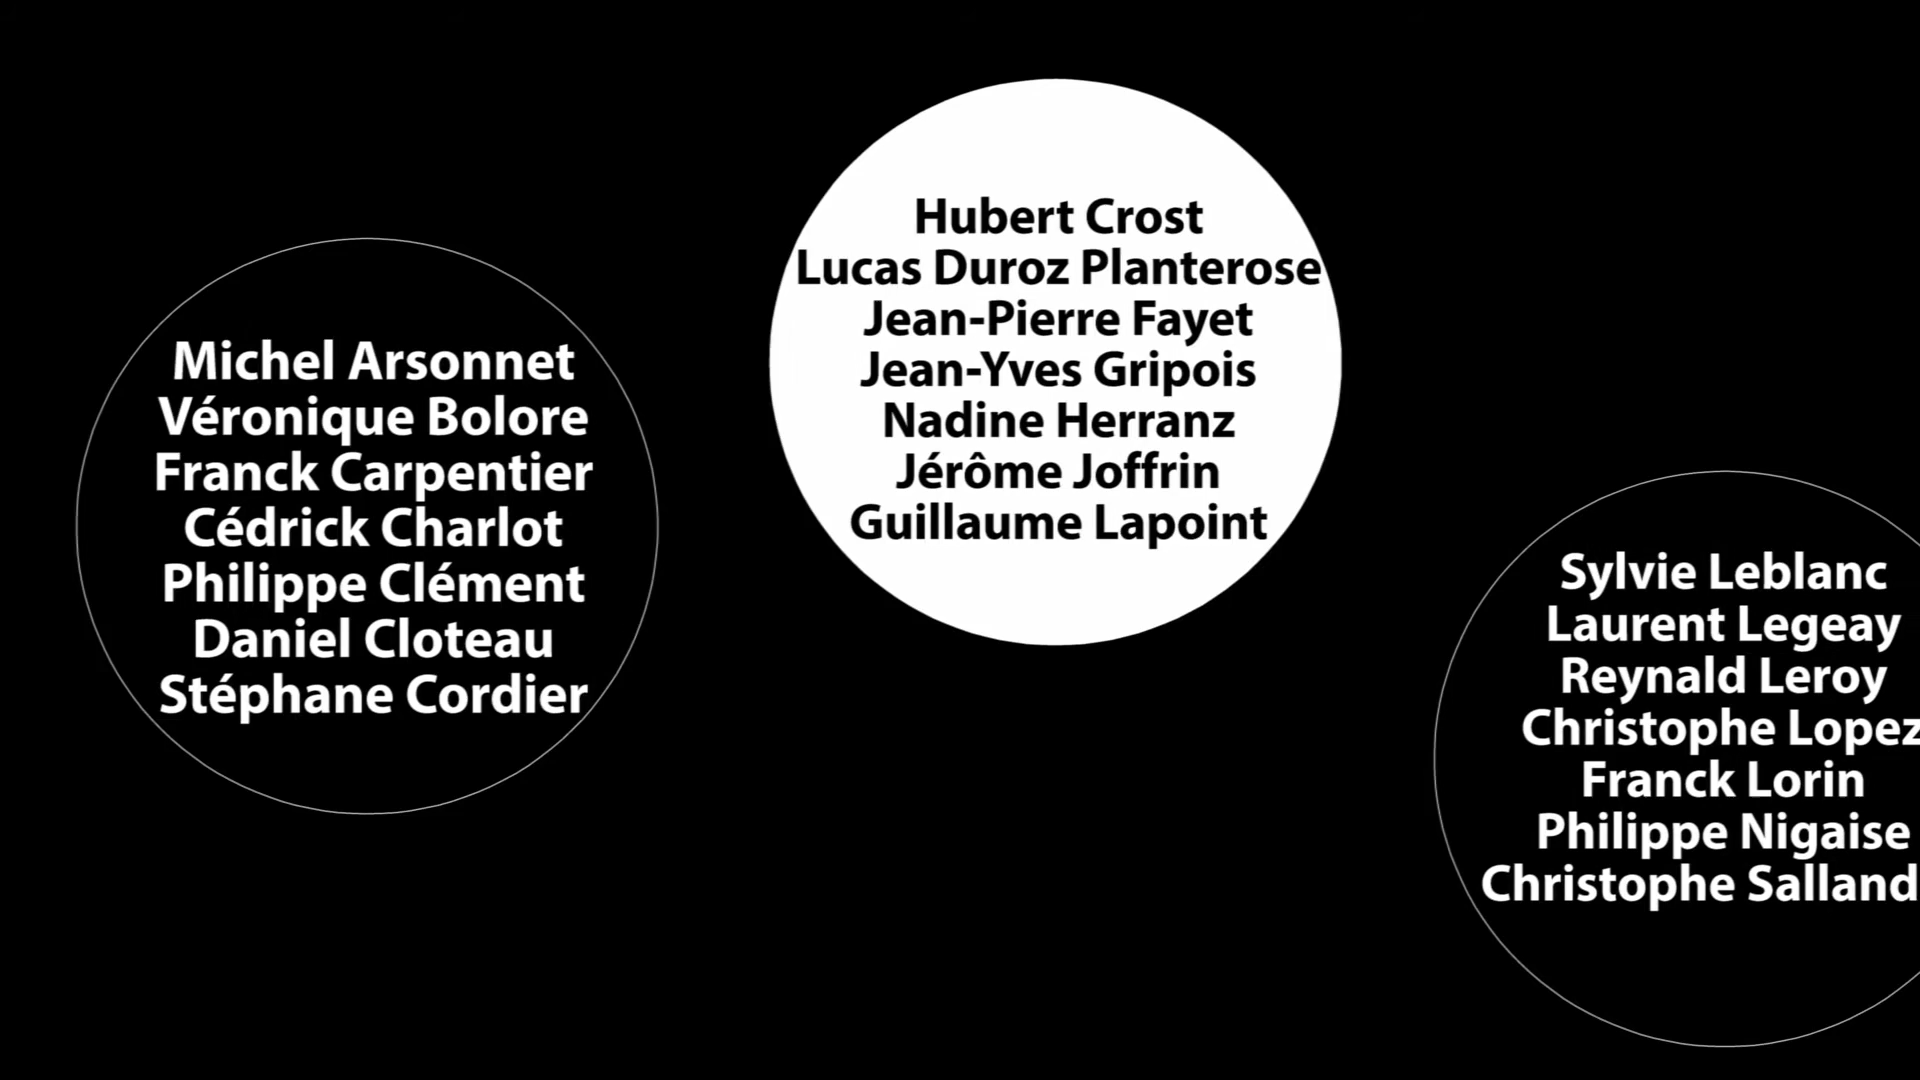 Michel Arsonnet
Véronique Bolore
Franck Carpentier
Cédrick Charlot
Philippe Clément
Daniel Cloteau
Stéphane Cordier
Hubert Crost
Lucas Duroz Planterose
Jean-Pierre Fayet
Jean-Yves Gripois
Nadine Herranz
Jérôme Joffrin
Guillaume Lapoint
Sylvie Leblanc
Laurent Legeay
Reynald Leroy
Christophe Lopez
Franck Lorin
Philippe Nigaise
Christophe